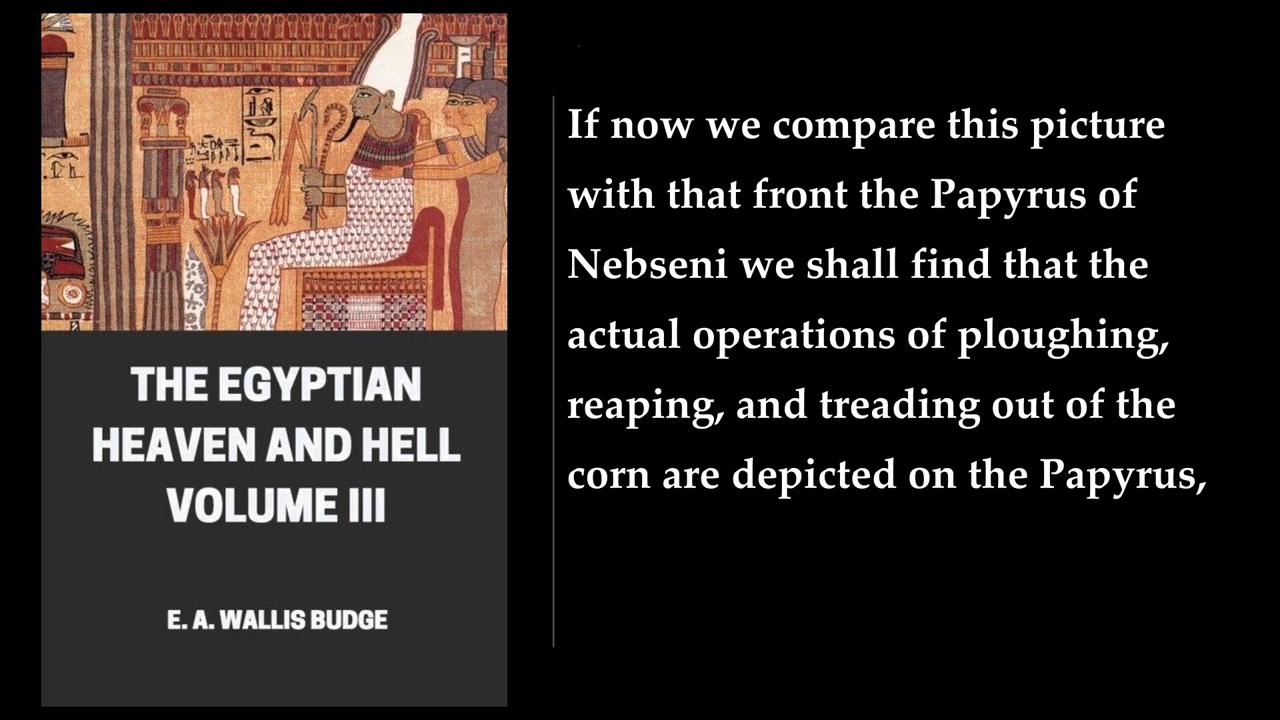 THE EGYPTIAN
HEAVEN AND HELL
VOLUME III
E. A. WALLIS BUDGE
If now we compare this picture
with that front the Papyrus of
Nebseni we shall find that the
actual operations of ploughing,
reaping, and treading out of the
corn are depicted on the Papyrus,